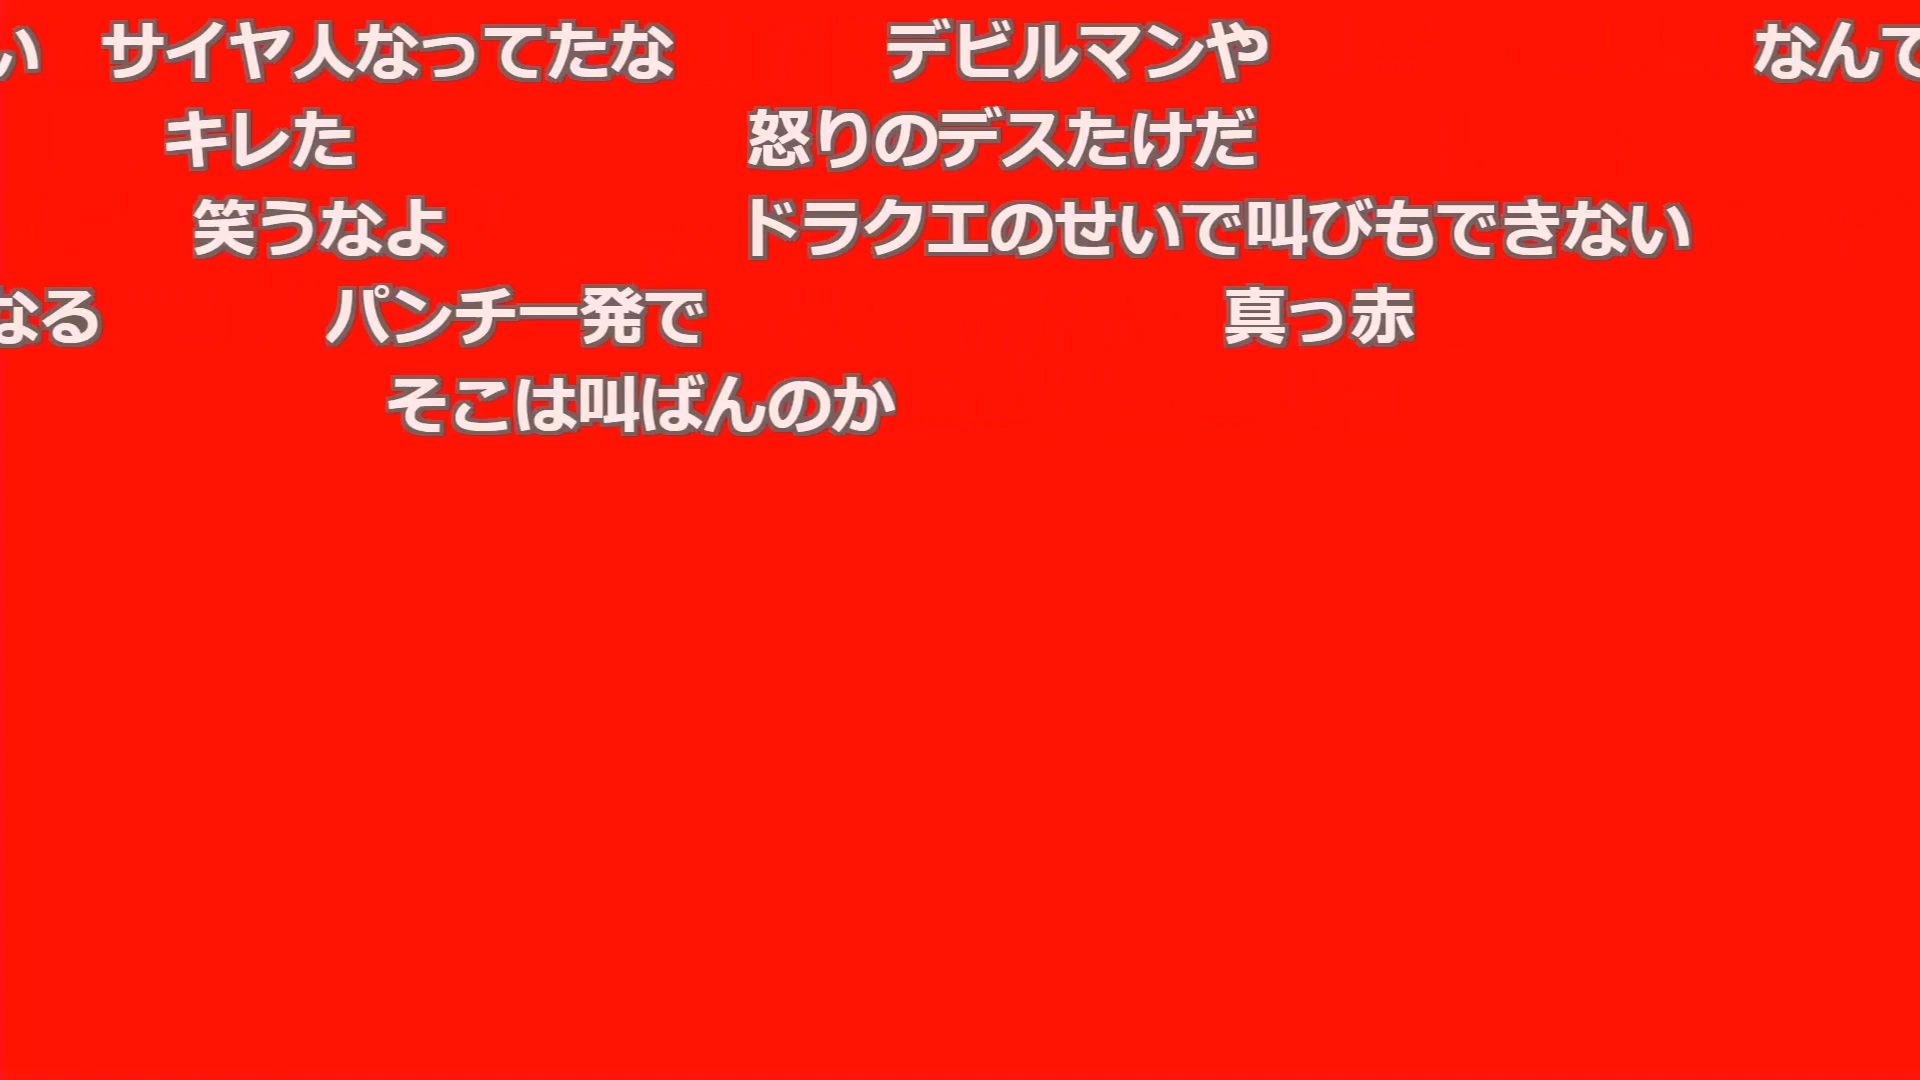 い サイヤ人なってたな デビルマンや なんて
キレた 怒りのデスたけだ
笑うなよ ドラクエのせいで叫びもできない
なる パンチ一発で 真っ赤
そこは叫ばんのか